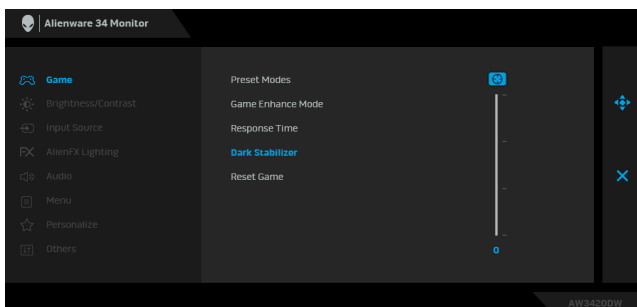 Alienware 34 Monitor
Game
Brightness/Contrast
Input Source
AlienFX Lighting
Audio
Menu
Personalize
Others
Preset Modes
Game Enhance Mode
Response Time
Dark Stabilizer
Reset Game
0
AW3420DW